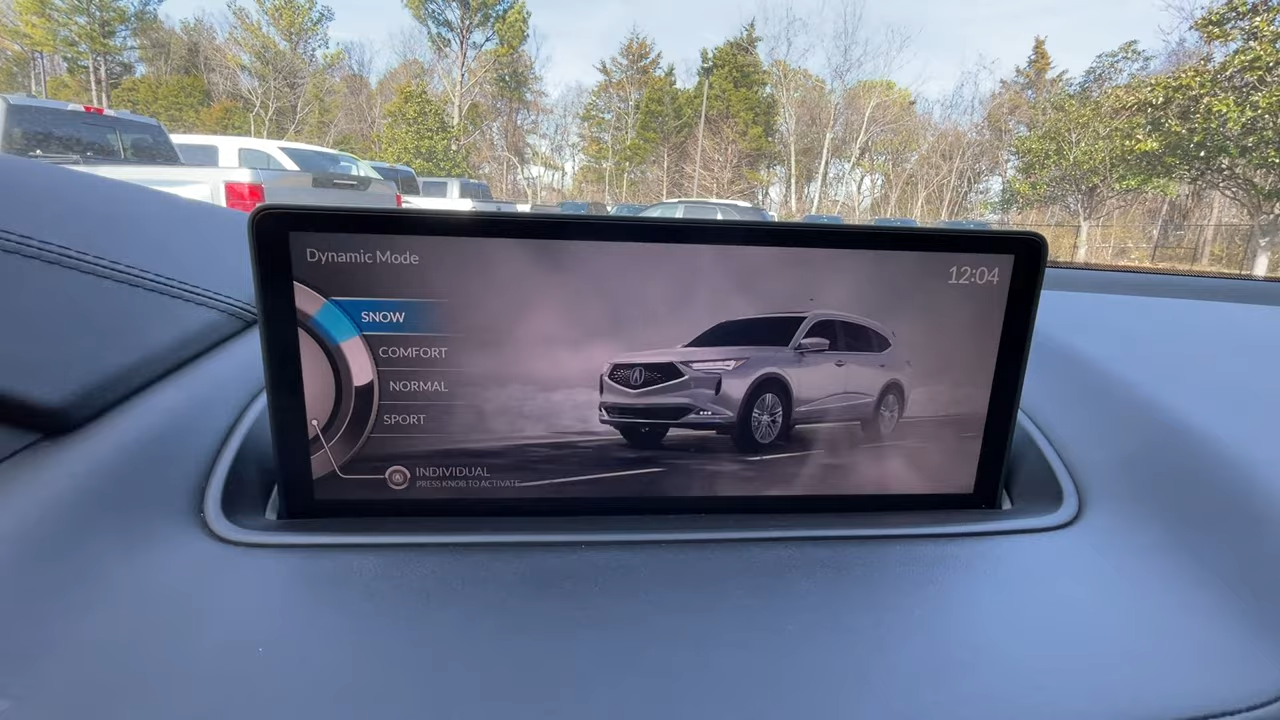 Dynamic Mode
12:04
SNOW
COMFORT
NORMAL
SPORT
INDIVIDUAL
PRESS KNOB TO ACTIVATE